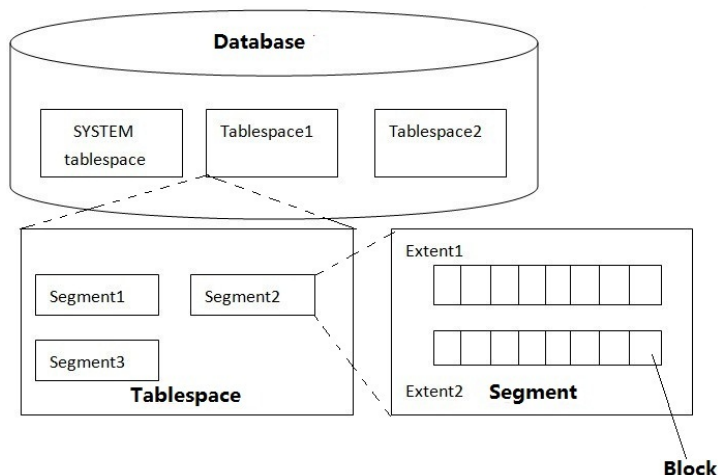 Database
SYSTEM
tablespace
Tablespace1
Tablespace2
Segment1
Segment2
Segment3
Tablespace
Extent1
Extent2
Segment
Block